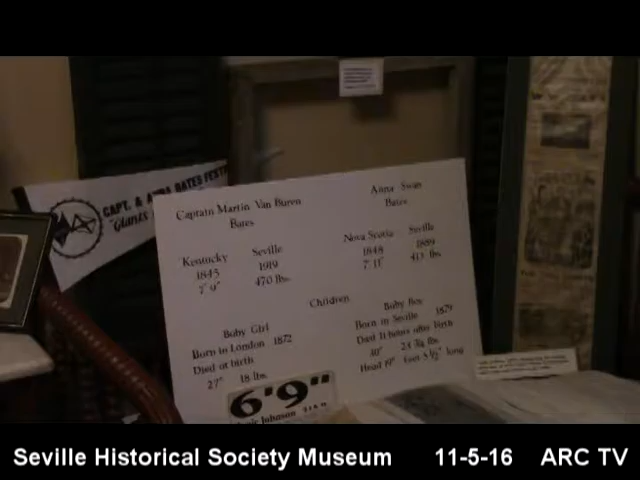 CAPT. & ANNA BATES FEST
"Giants
Captain Martin Van Buren
Bates
Anna Swan
Bates
Kentucky Seville
1845 1919
7' 9" 470 lbs.
Nova Scotia Seville
1848 1889
7' 11" 413 lbs
Children
Baby Girl
Born in London 1872
Died at birth
27" 18 lbs.
Baby Boy
Born in Seville 1879
Died 11 hours after birth
30" 23 ¾ lbs
Head 19" Feet 5 ½" long
6'9"
Johnson
Seville Historical Society Museum 11-5-16 ARC TV